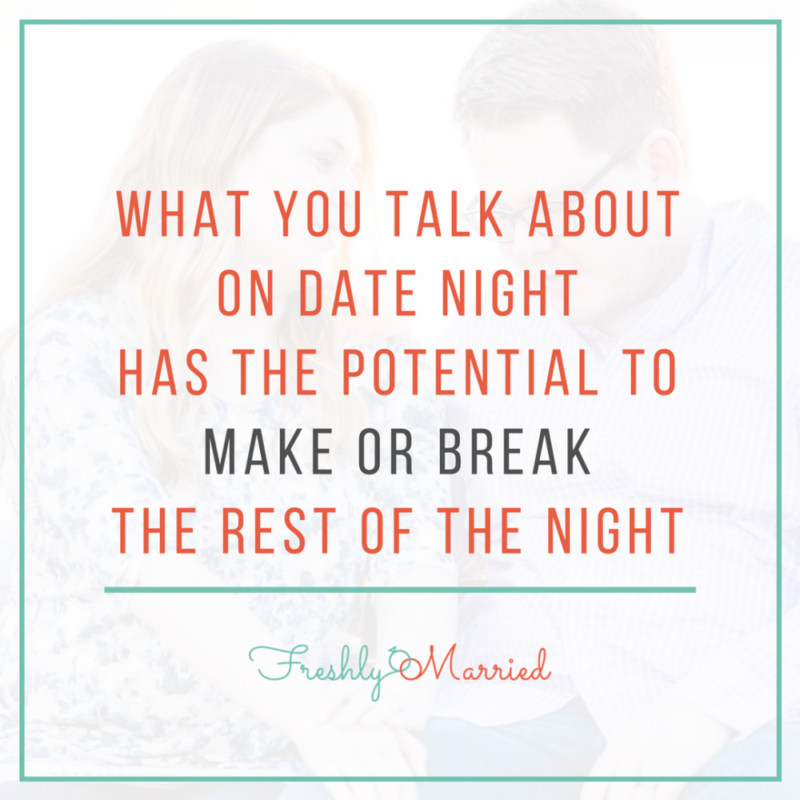 WHAT YOU TALK ABOUT
ON DATE NIGHT
HAS THE POTENTIAL TO
MAKE OR BREAK
THE REST OF THE NIGHT
Freshly Married